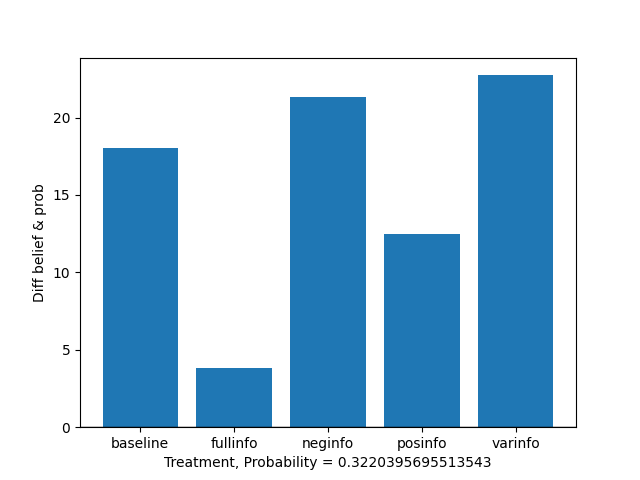 Diff belief & prob
20
15
10
5
0
baseline fullinfo neginfo posinfo varinfo
Treatment, Probability = 0.3220395695513543